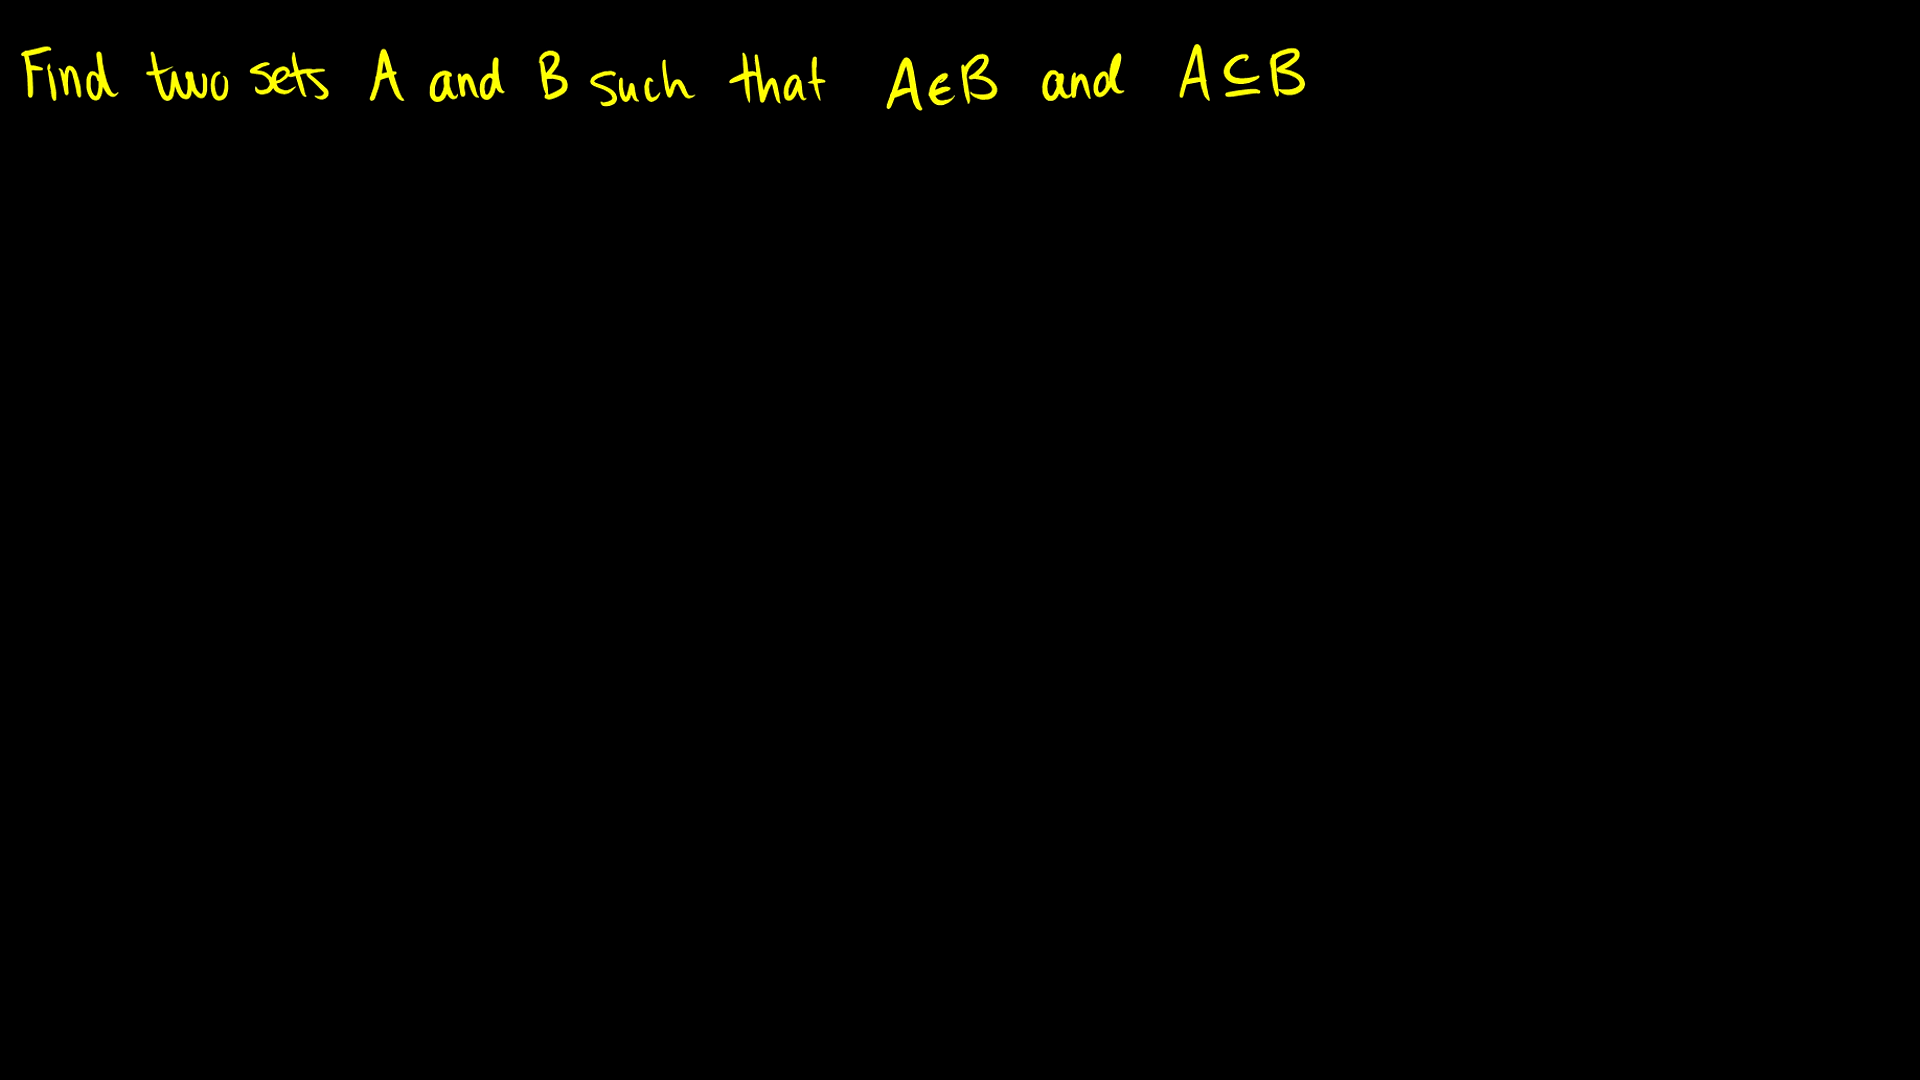 Find two sets A and B such that A∈B and A⊆B